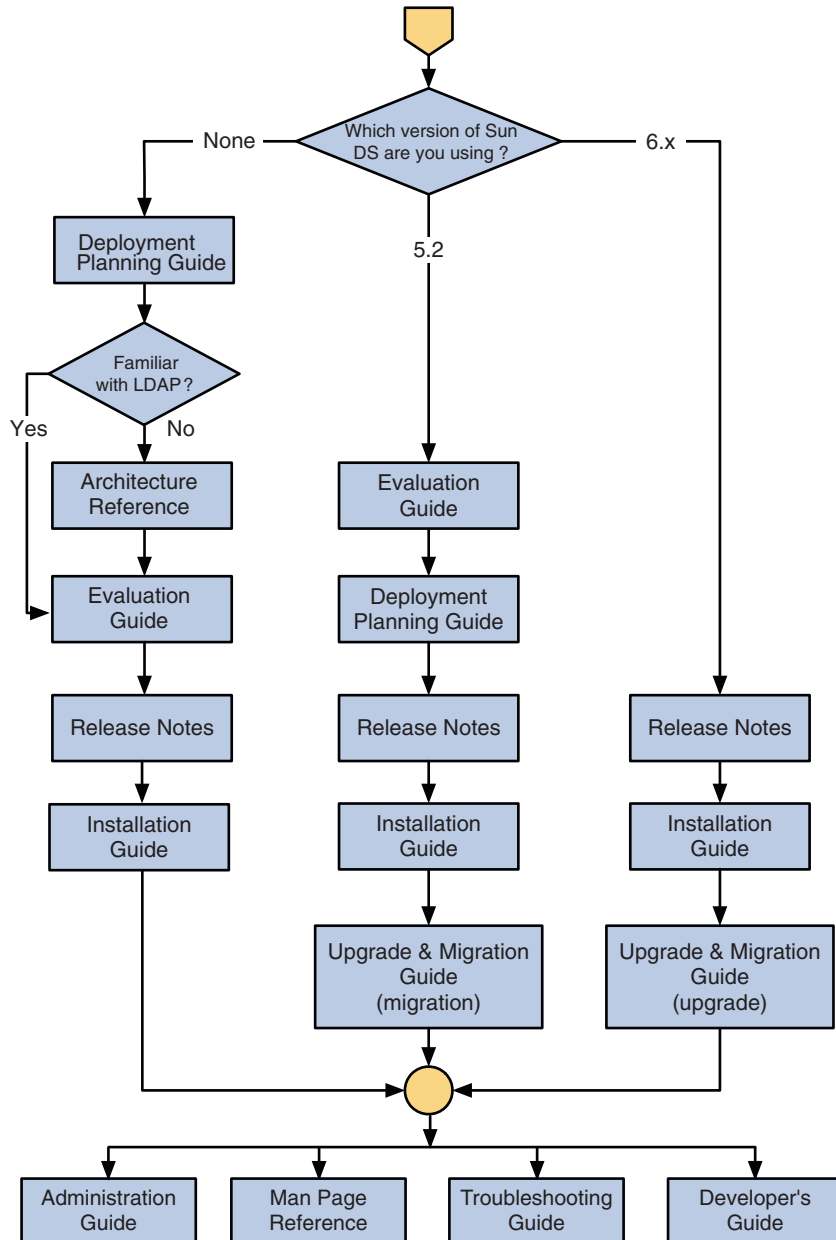 Which version of Sun
DS are you using ?
None
6.x
5.2
Deployment
Planning Guide
Familiar
with LDAP ?
Yes
No
Architecture
Reference
Evaluation
Guide
Release Notes
Installation
Guide
Evaluation
Guide
Deployment
Planning Guide
Release Notes
Installation
Guide
Upgrade & Migration
Guide
(migration)
Release Notes
Installation
Guide
Upgrade & Migration
Guide
(upgrade)
Administration
Guide
Man Page
Reference
Troubleshooting
Guide
Developer's
Guide